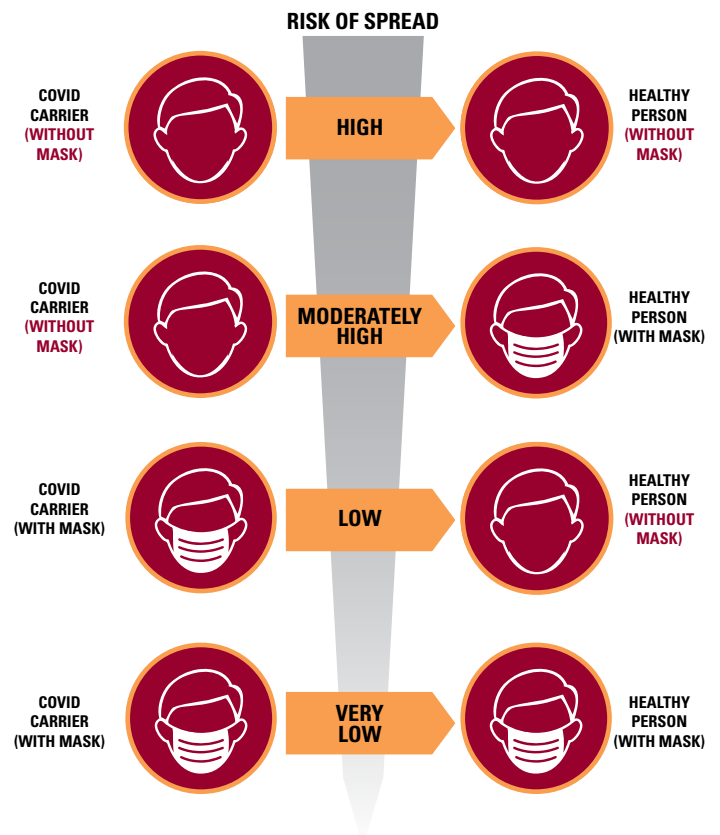 RISK OF SPREAD
COVID
CARRIER
(WITHOUT
MASK)
HIGH
HEALTHY
PERSON
(WITHOUT
MASK)
COVID
CARRIER
(WITHOUT
MASK)
MODERATELY
HIGH
HEALTHY
PERSON
(WITH MASK)
COVID
CARRIER
(WITH MASK)
LOW
HEALTHY
PERSON
(WITHOUT
MASK)
COVID
CARRIER
(WITH MASK)
VERY
LOW
HEALTHY
PERSON
(WITH MASK)